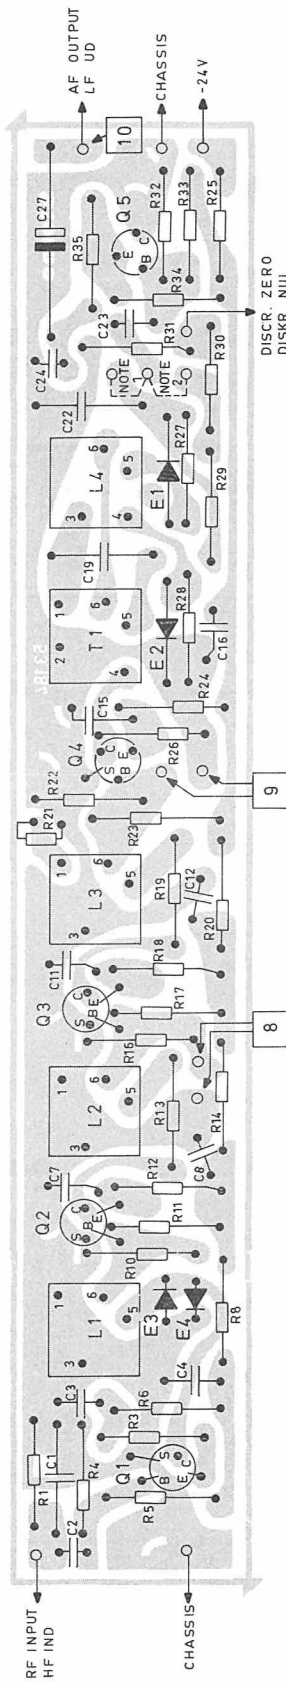 RF INPUT
HF IND
CHASSIS
R1
C1
C2
R4
C3
R3
R5
Q1
B
S
E
C
R6
C4
R8
L1
1
3
5
6
E3
E4
Q2
S
C
B
E
C7
R10
R11
R12
C8
L2
1
3
5
6
R13
R14
8
Q3
S
C
B
E
C11
R16
R17
R18
L3
1
3
5
6
R19
C12
R20
R21
R22
R23
Q4
S
C
B
E
C15
R26
R24
9
T1
1
2
4
5
6
E2
R28
C16
C19
L4
3
4
5
6
E1
R27
R29
R30
C22
C24
NOTE
1
NOTE
2
C23
R31
DISCR. ZERO
DISKR. NUL
C27
R35
Q5
E
B
C
R34
R32
R33
R25
10
AF OUTPUT
LF UD
CHASSIS
-24V